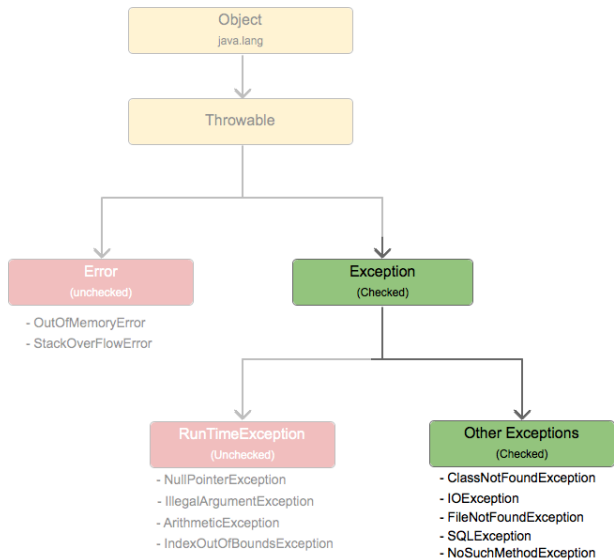 Object
java.lang
Throwable
Error
(unchecked)
- OutOfMemoryError
- StackOverFlowError
Exception
(Checked)
RunTimeException
(Unchecked)
- NullPointerException
- IllegalArgumentException
- ArithmeticException
- IndexOutOfBoundsException
Other Exceptions
(Checked)
- ClassNotFoundException
- IOException
- FileNotFoundException
- SQLException
- NoSuchMethodException